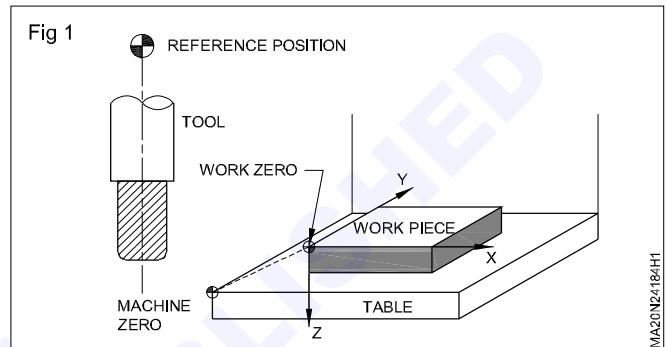 Fig 1
REFERENCE POSITION
TOOL
WORK ZERO
Y
WORK PIECE
X
MACHINE
ZERO
TABLE
Z
MA20N24184H1